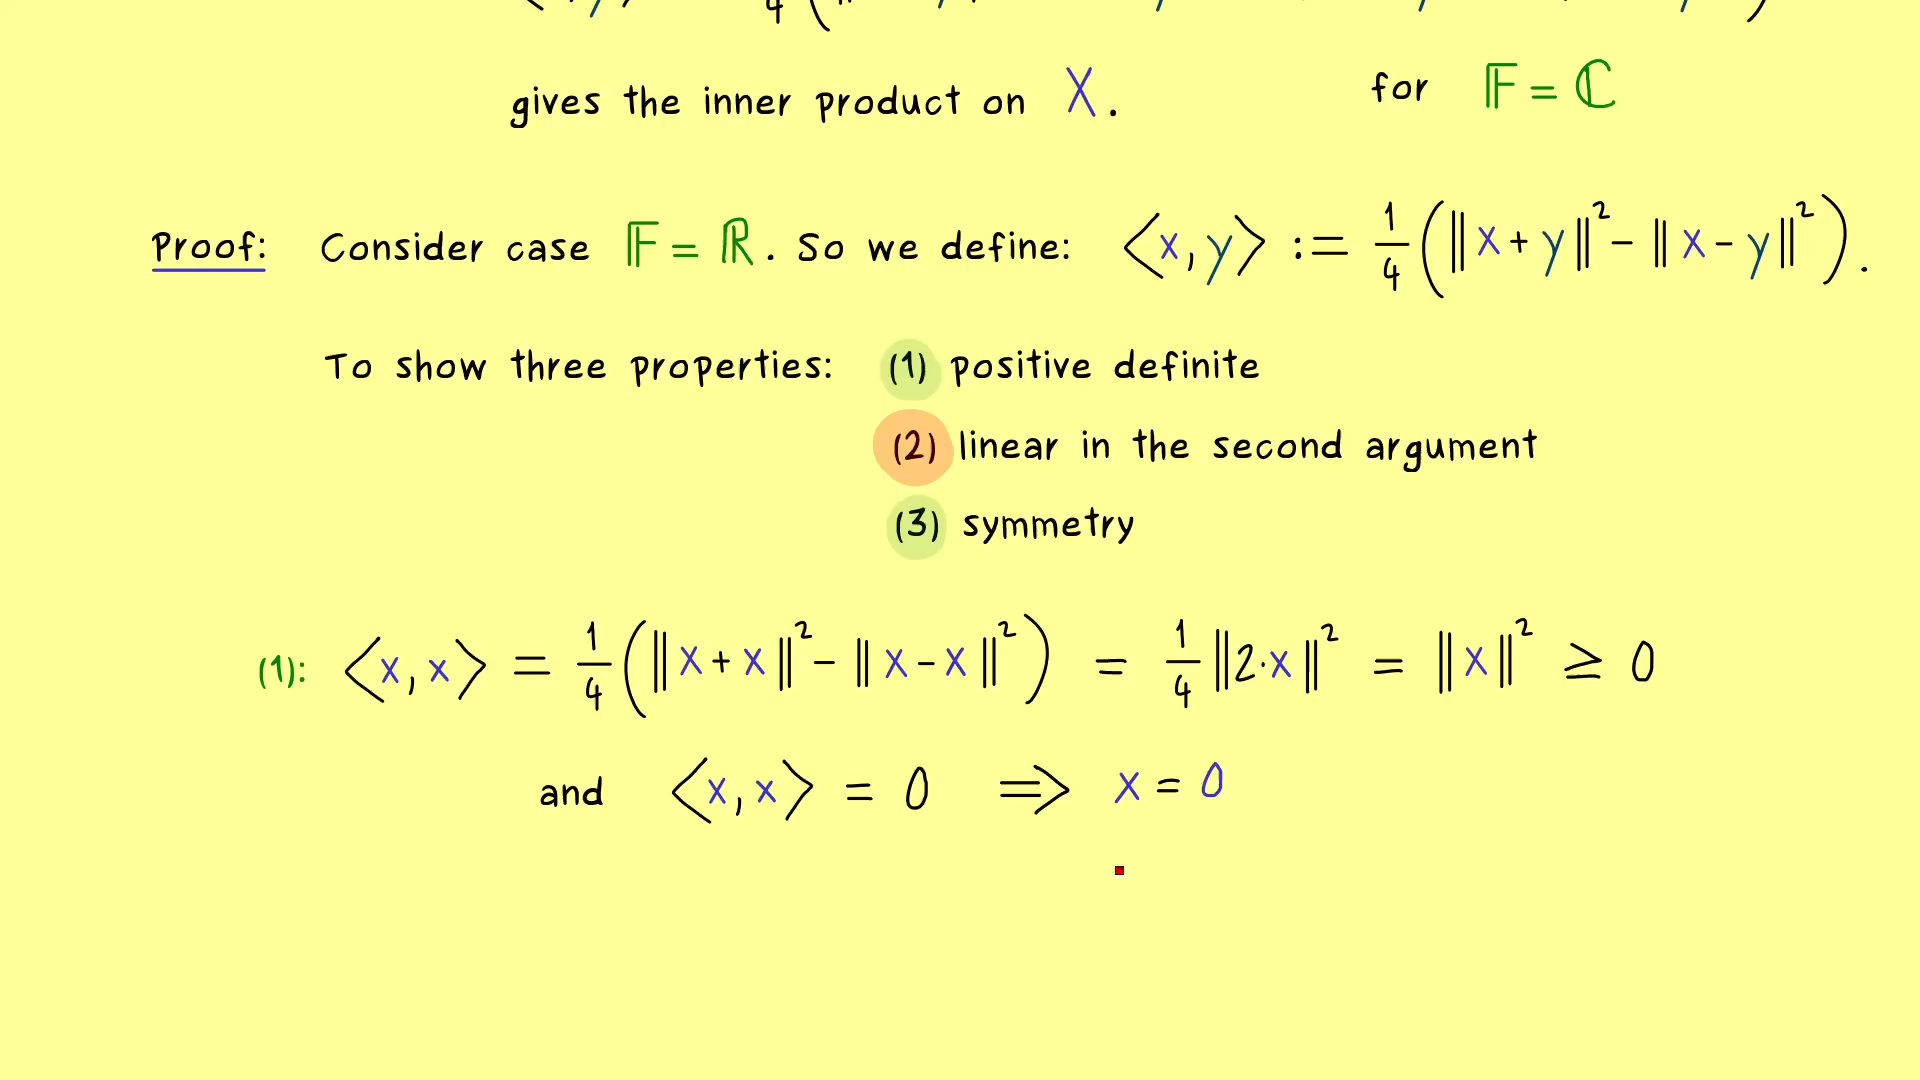 gives the inner product on X. for 𝔽 = ℂ
Proof: Consider case 𝔽 = ℝ. So we define: ⟨x, y⟩ := 1/4 (‖x + y‖² − ‖x − y‖²).
To show three properties: (1) positive definite
(2) linear in the second argument
(3) symmetry
(1): ⟨x, x⟩ = 1/4 (‖x + x‖² − ‖x − x‖²) = 1/4 ‖2·x‖² = ‖x‖² ≥ 0
and ⟨x, x⟩ = 0 ⟹ x = 0